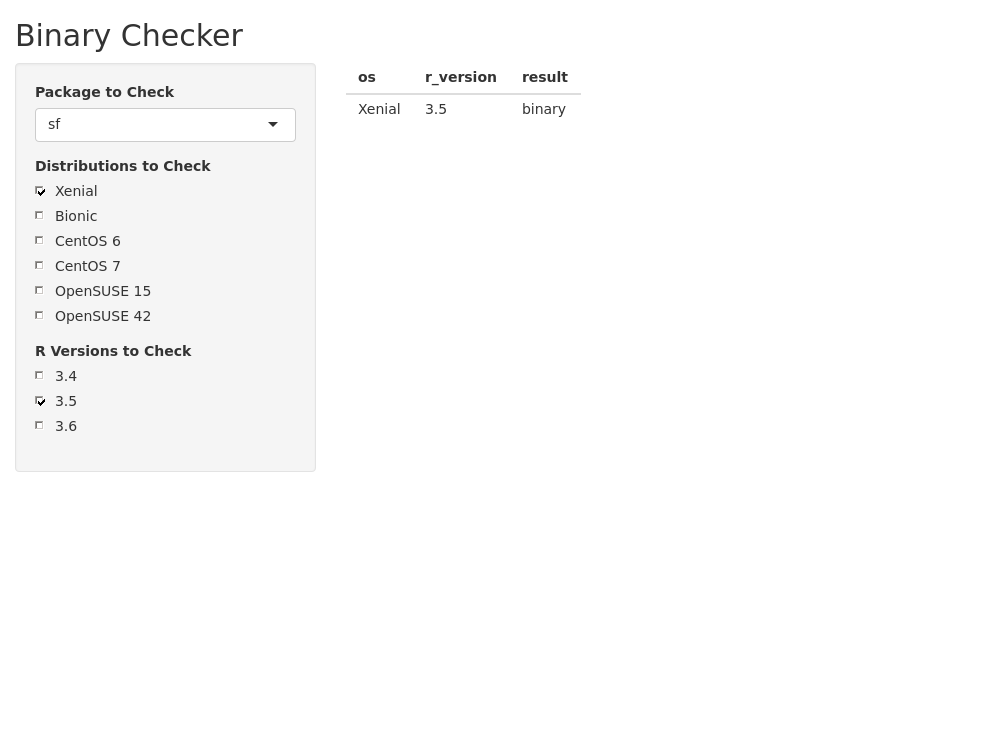 Binary Checker
Package to Check
sf
Distributions to Check
Xenial
Bionic
CentOS 6
CentOS 7
OpenSUSE 15
OpenSUSE 42
R Versions to Check
3.4
3.5
3.6
os r_version result
Xenial 3.5 binary